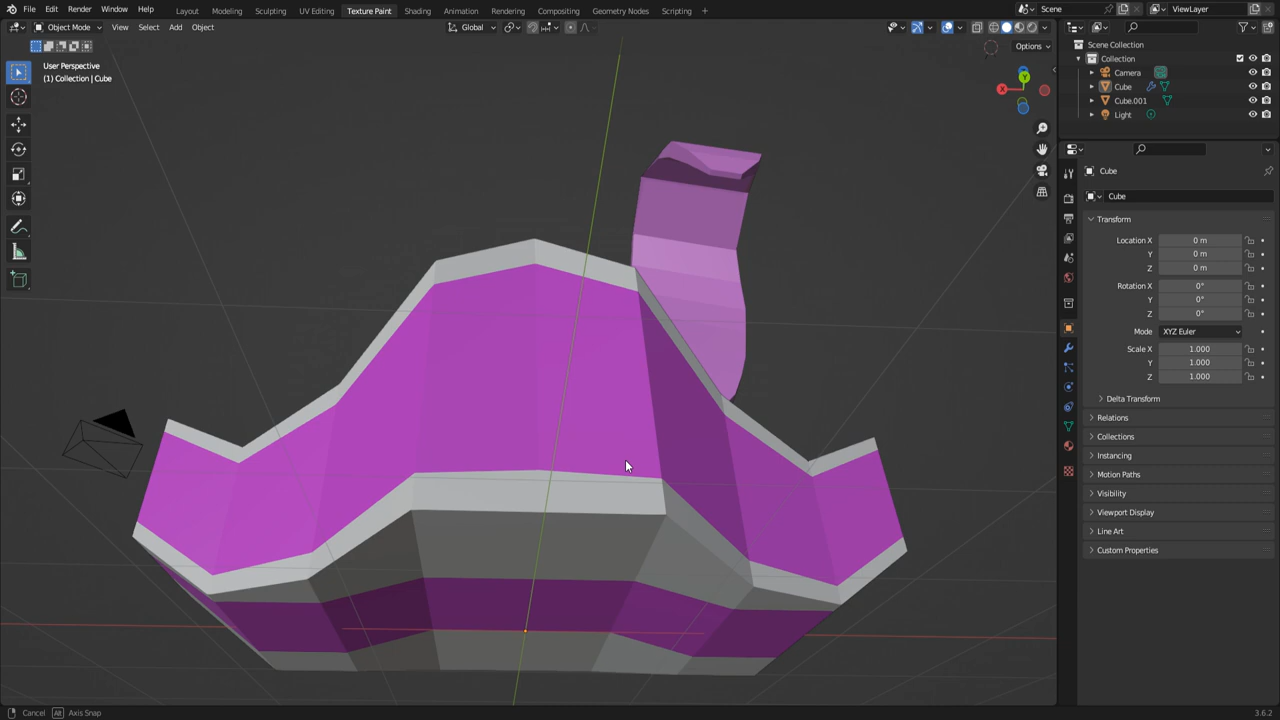 File Edit Render Window Help Layout Modeling Sculpting UV Editing Texture Paint Shading Animation Rendering Compositing Geometry Nodes Scripting Scene ViewLayer
Object Mode View Select Add Object Global
Options
User Perspective
(1) Collection | Cube
X
Y
Scene Collection
Collection
Camera
Cube
Cube.001
Light
Cube
Cube
Transform
Location X 0 m
Y 0 m
Z 0 m
Rotation X 0°
Y 0°
Z 0°
Mode XYZ Euler
Scale X 1.000
Y 1.000
Z 1.000
Delta Transform
Relations
Collections
Instancing
Motion Paths
Visibility
Viewport Display
Line Art
Custom Properties
Cancel Alt Axis Snap 3.6.2